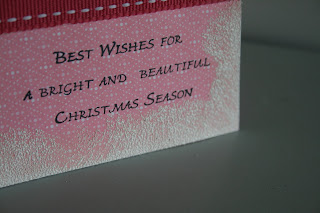 Best Wishes for
a bright and beautiful
Christmas Season